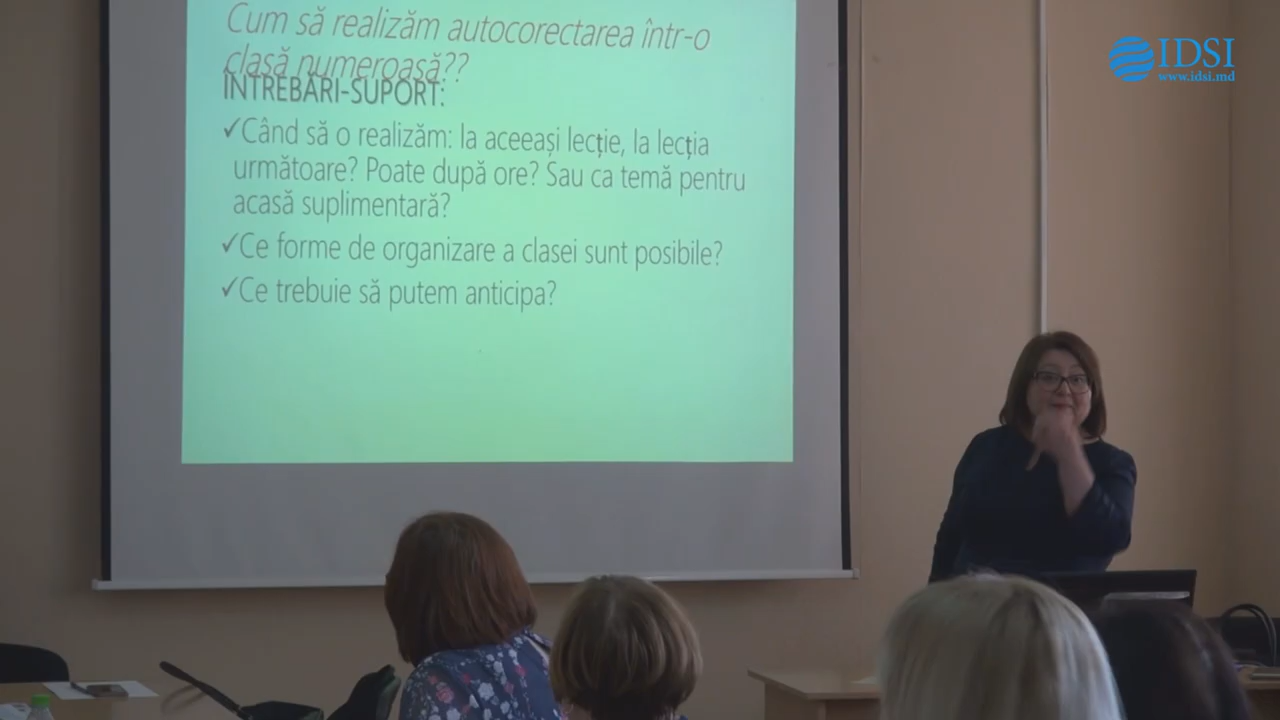 Cum să realizăm autocorectarea într-o
clasă numeroasă??
ÎNTREBĂRI-SUPORT:
✓Când să o realizăm: la aceeași lecție, la lecția
următoare? Poate după ore? Sau ca temă pentru
acasă suplimentară?
✓Ce forme de organizare a clasei sunt posibile?
✓Ce trebuie să putem anticipa?
IDSI
www.idsi.md